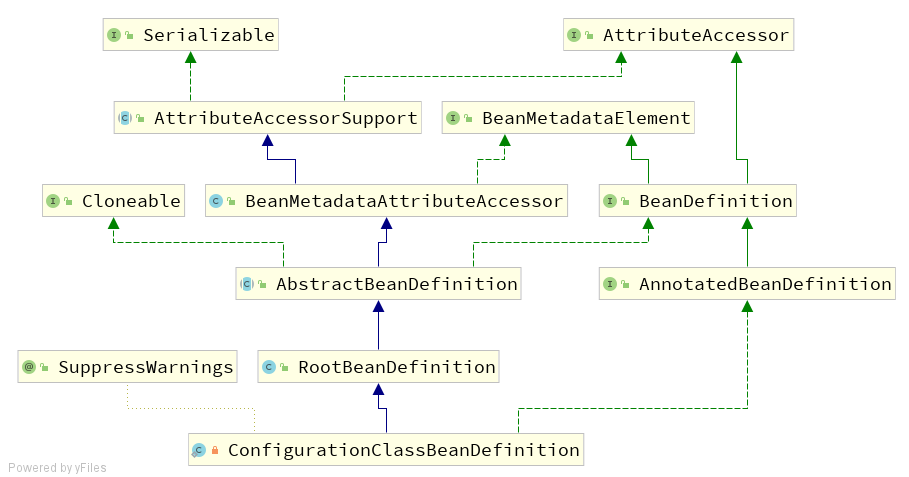 Serializable
AttributeAccessor
AttributeAccessorSupport
BeanMetadataElement
Cloneable
BeanMetadataAttributeAccessor
BeanDefinition
AbstractBeanDefinition
AnnotatedBeanDefinition
SuppressWarnings
RootBeanDefinition
ConfigurationClassBeanDefinition
Powered by yFiles